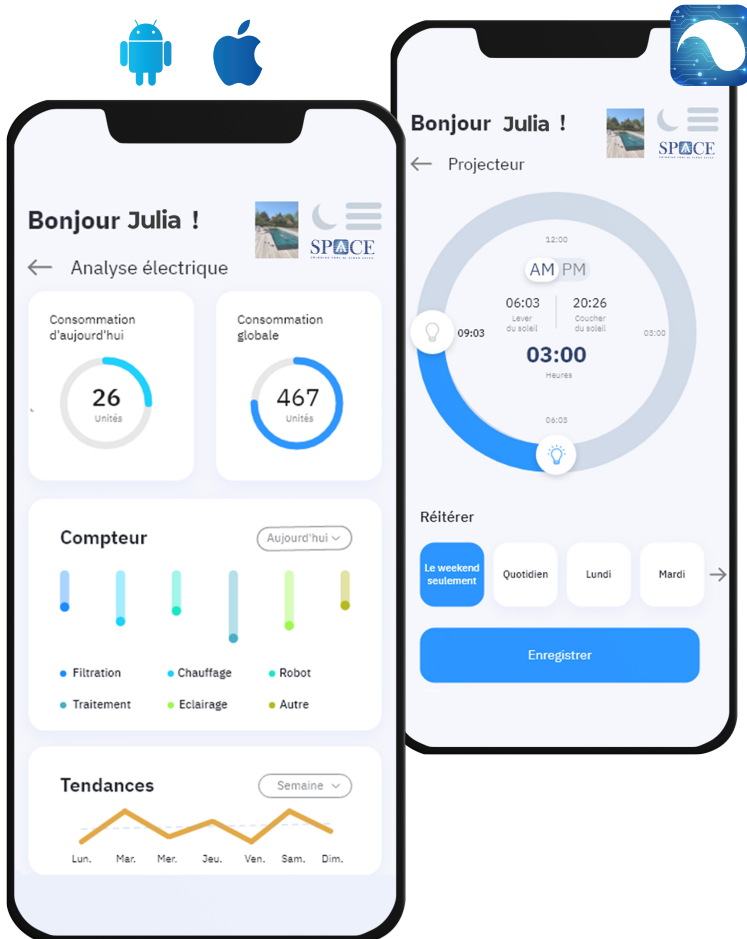 Bonjour Julia !
SPACE
Analyse électrique
Consommation
d'aujourd'hui
26
Unités
Consommation
globale
467
Unités
Compteur
Aujourd'hui
Filtration
Chauffage
Robot
Traitement
Eclairage
Autre
Tendances
Semaine
Lun. Mar. Mer. Jeu. Ven. Sam. Dim.
Bonjour Julia !
SPACE
Projecteur
12:00
AM PM
06:03 20:26
Lever
du soleil
Coucher
du soleil
09:03
03:00
03:00
Heures
06:03
Réitérer
Le weekend
seulement
Quotidien
Lundi
Mardi
Enregistrer